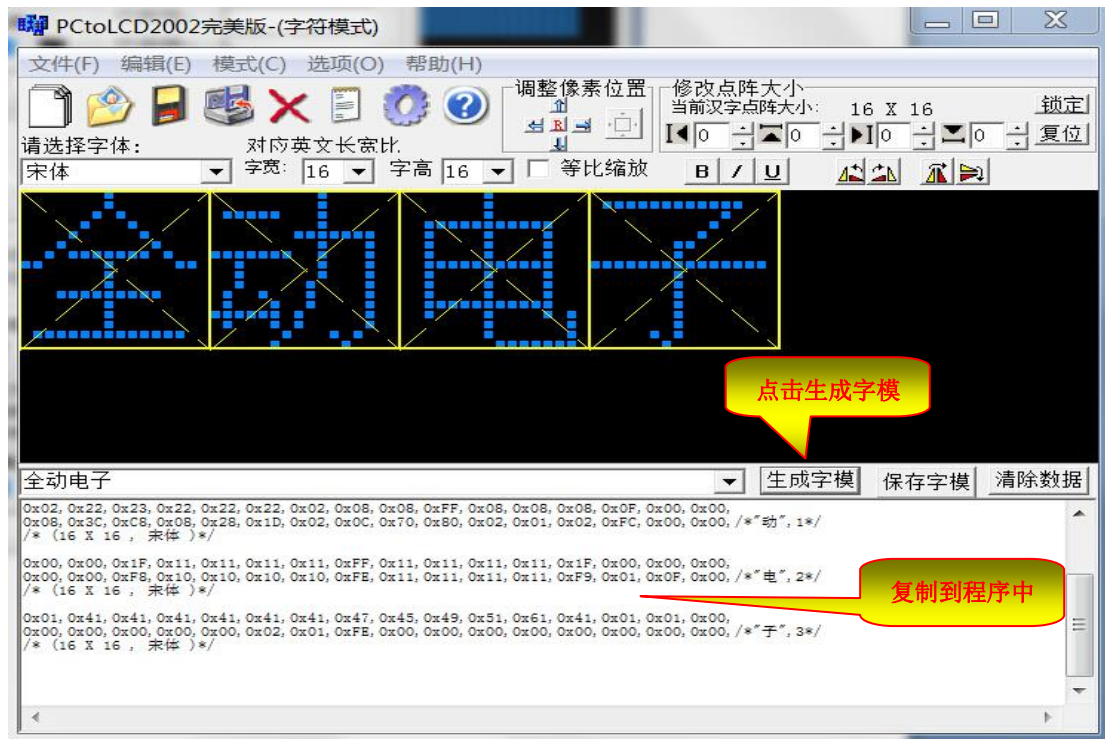 PCtoLCD2002完美版-(字符模式)
文件(F) 编辑(E) 模式(C) 选项(O) 帮助(H)
调整像素位置
R
修改点阵大小
当前汉字点阵大小: 16 X 16
锁定
0 0 0 0 复位
请选择字体: 对应英文长宽比.
宋体 字宽: 16 字高 16 等比缩放 B / U
全动电子
点击生成字模
全动电子 生成字模 保存字模 清除数据
0x02,0x22,0x23,0x22,0x22,0x22,0x02,0x08,0x08,0xFF,0x08,0x08,0x08,0x0F,0x00,0x00,
0x08,0x3C,0xC8,0x08,0x28,0x1D,0x02,0x0C,0x70,0x80,0x02,0x01,0x02,0xFC,0x00,0x00,/*"动",1*/
/* (16 X 16 , 宋体 )*/
0x00,0x00,0x1F,0x11,0x11,0x11,0x11,0xFF,0x11,0x11,0x11,0x11,0x1F,0x00,0x00,0x00,
0x00,0x00,0xF8,0x10,0x10,0x10,0x10,0xFE,0x11,0x11,0x11,0x11,0xF9,0x01,0x0F,0x00,/*"电",2*/
/* (16 X 16 , 宋体 )*/
复制到程序中
0x01,0x41,0x41,0x41,0x41,0x41,0x41,0x47,0x45,0x49,0x51,0x61,0x41,0x01,0x01,0x00,
0x00,0x00,0x00,0x00,0x00,0x02,0x01,0xFE,0x00,0x00,0x00,0x00,0x00,0x00,0x00,0x00,/*"子",3*/
/* (16 X 16 , 宋体 )*/